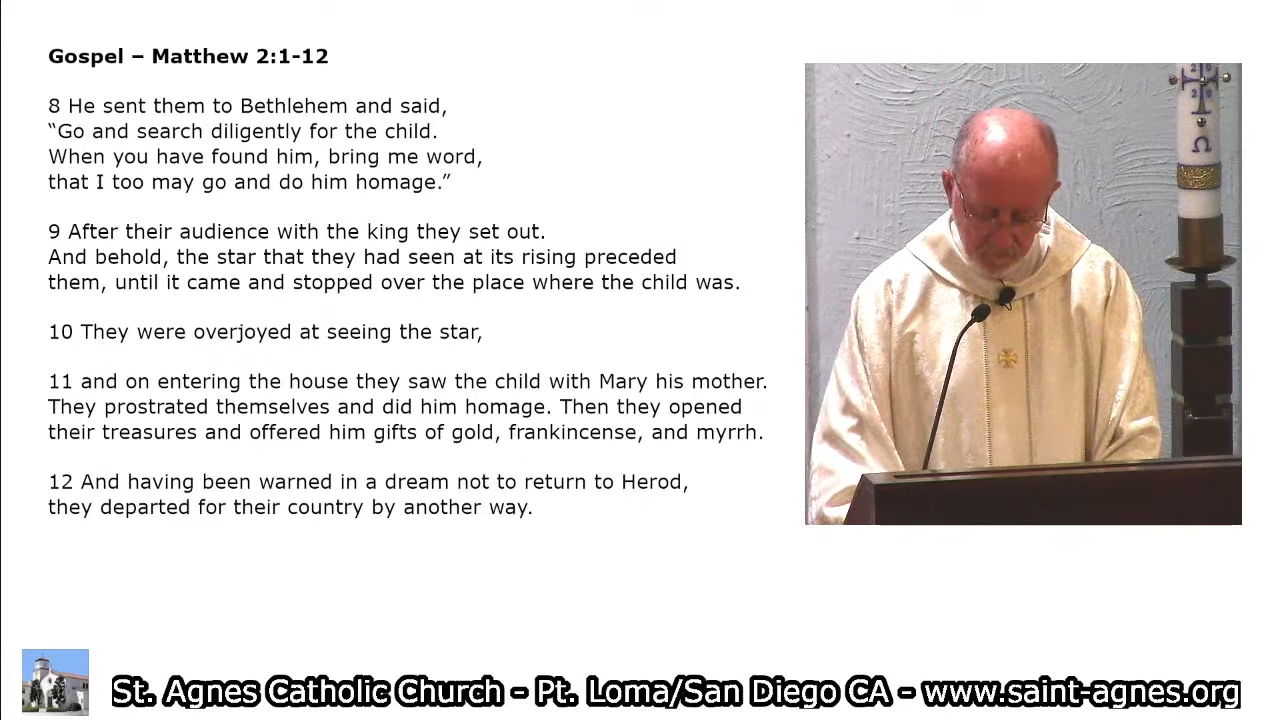 Gospel – Matthew 2:1-12
8 He sent them to Bethlehem and said,
“Go and search diligently for the child.
When you have found him, bring me word,
that I too may go and do him homage.”
9 After their audience with the king they set out.
And behold, the star that they had seen at its rising preceded
them, until it came and stopped over the place where the child was.
10 They were overjoyed at seeing the star,
11 and on entering the house they saw the child with Mary his mother.
They prostrated themselves and did him homage. Then they opened
their treasures and offered him gifts of gold, frankincense, and myrrh.
12 And having been warned in a dream not to return to Herod,
they departed for their country by another way.
2 0
2 0
Ω
St. Agnes Catholic Church - Pt. Loma/San Diego CA - www.saint-agnes.org